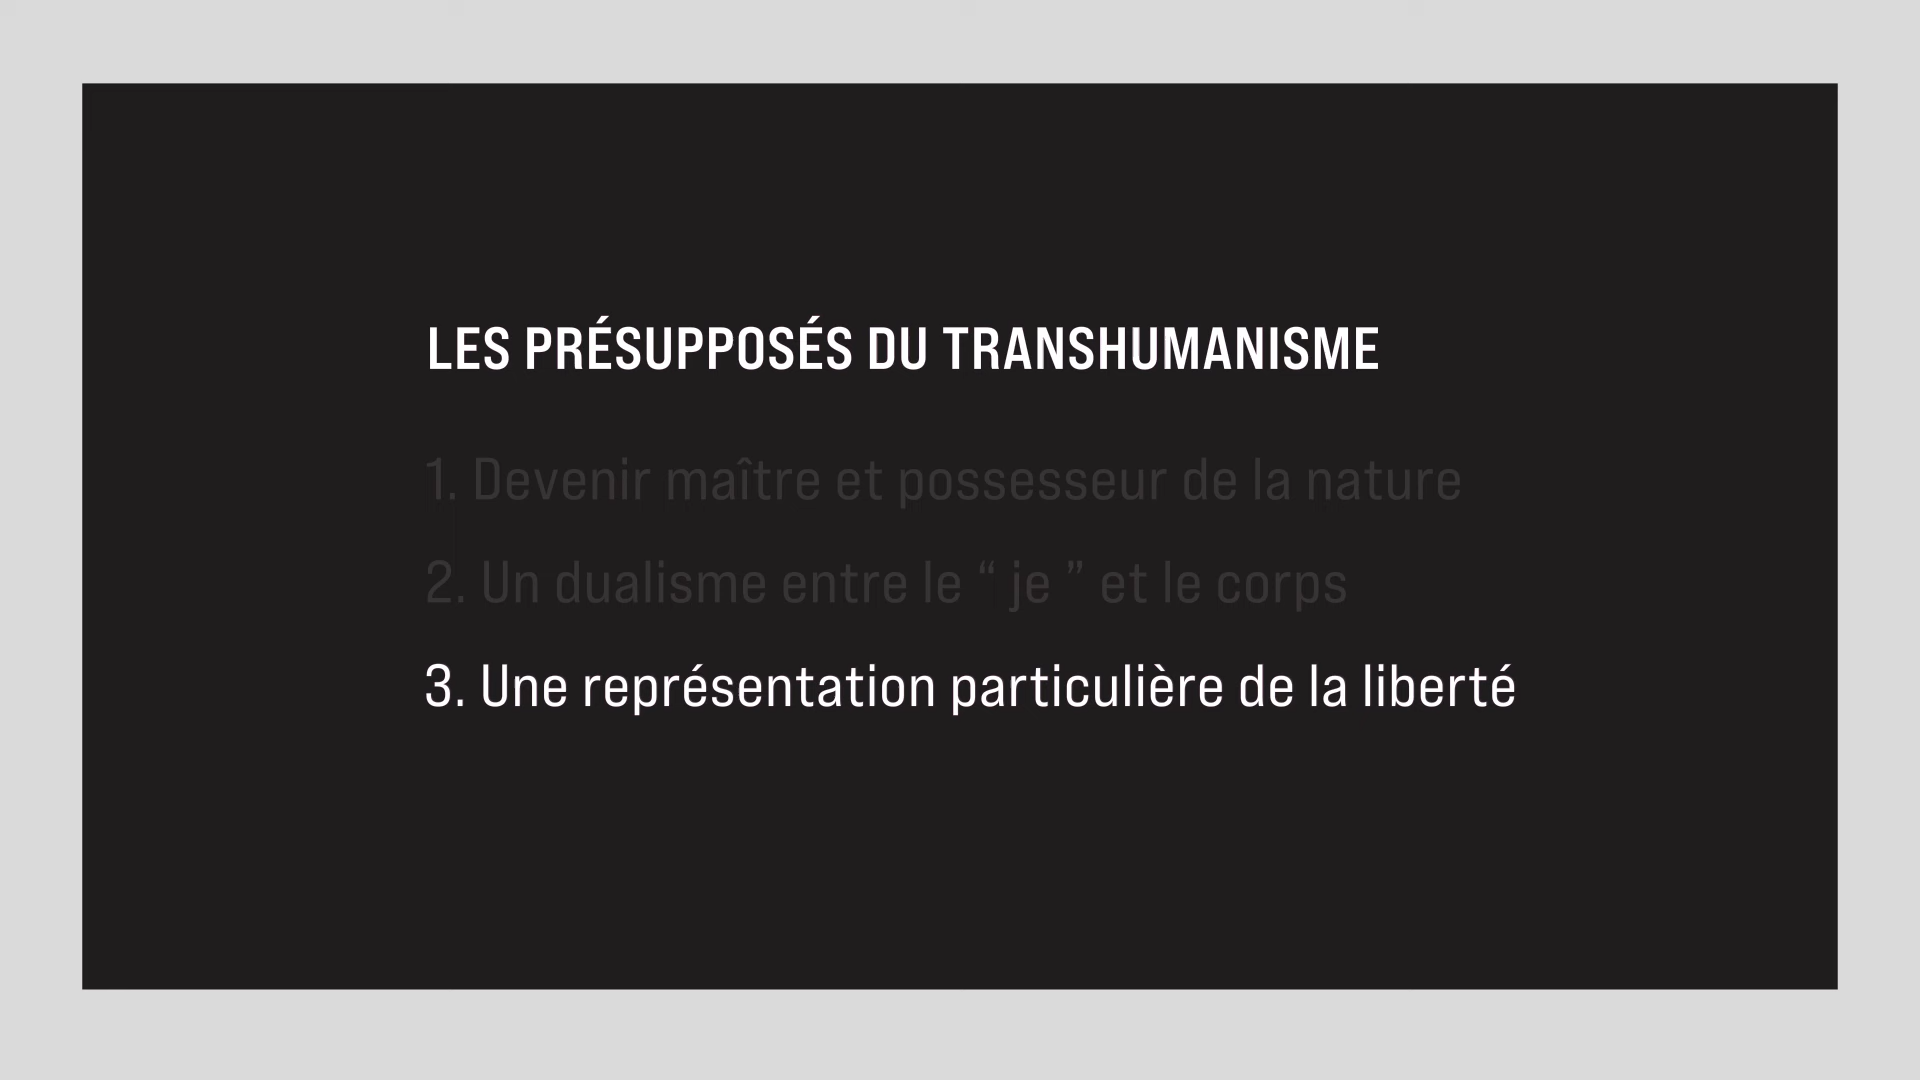 LES PRÉSUPPOSÉS DU TRANSHUMANISME
1. Devenir maître et possesseur de la nature
2. Un dualisme entre le “ je ” et le corps
3. Une représentation particulière de la liberté